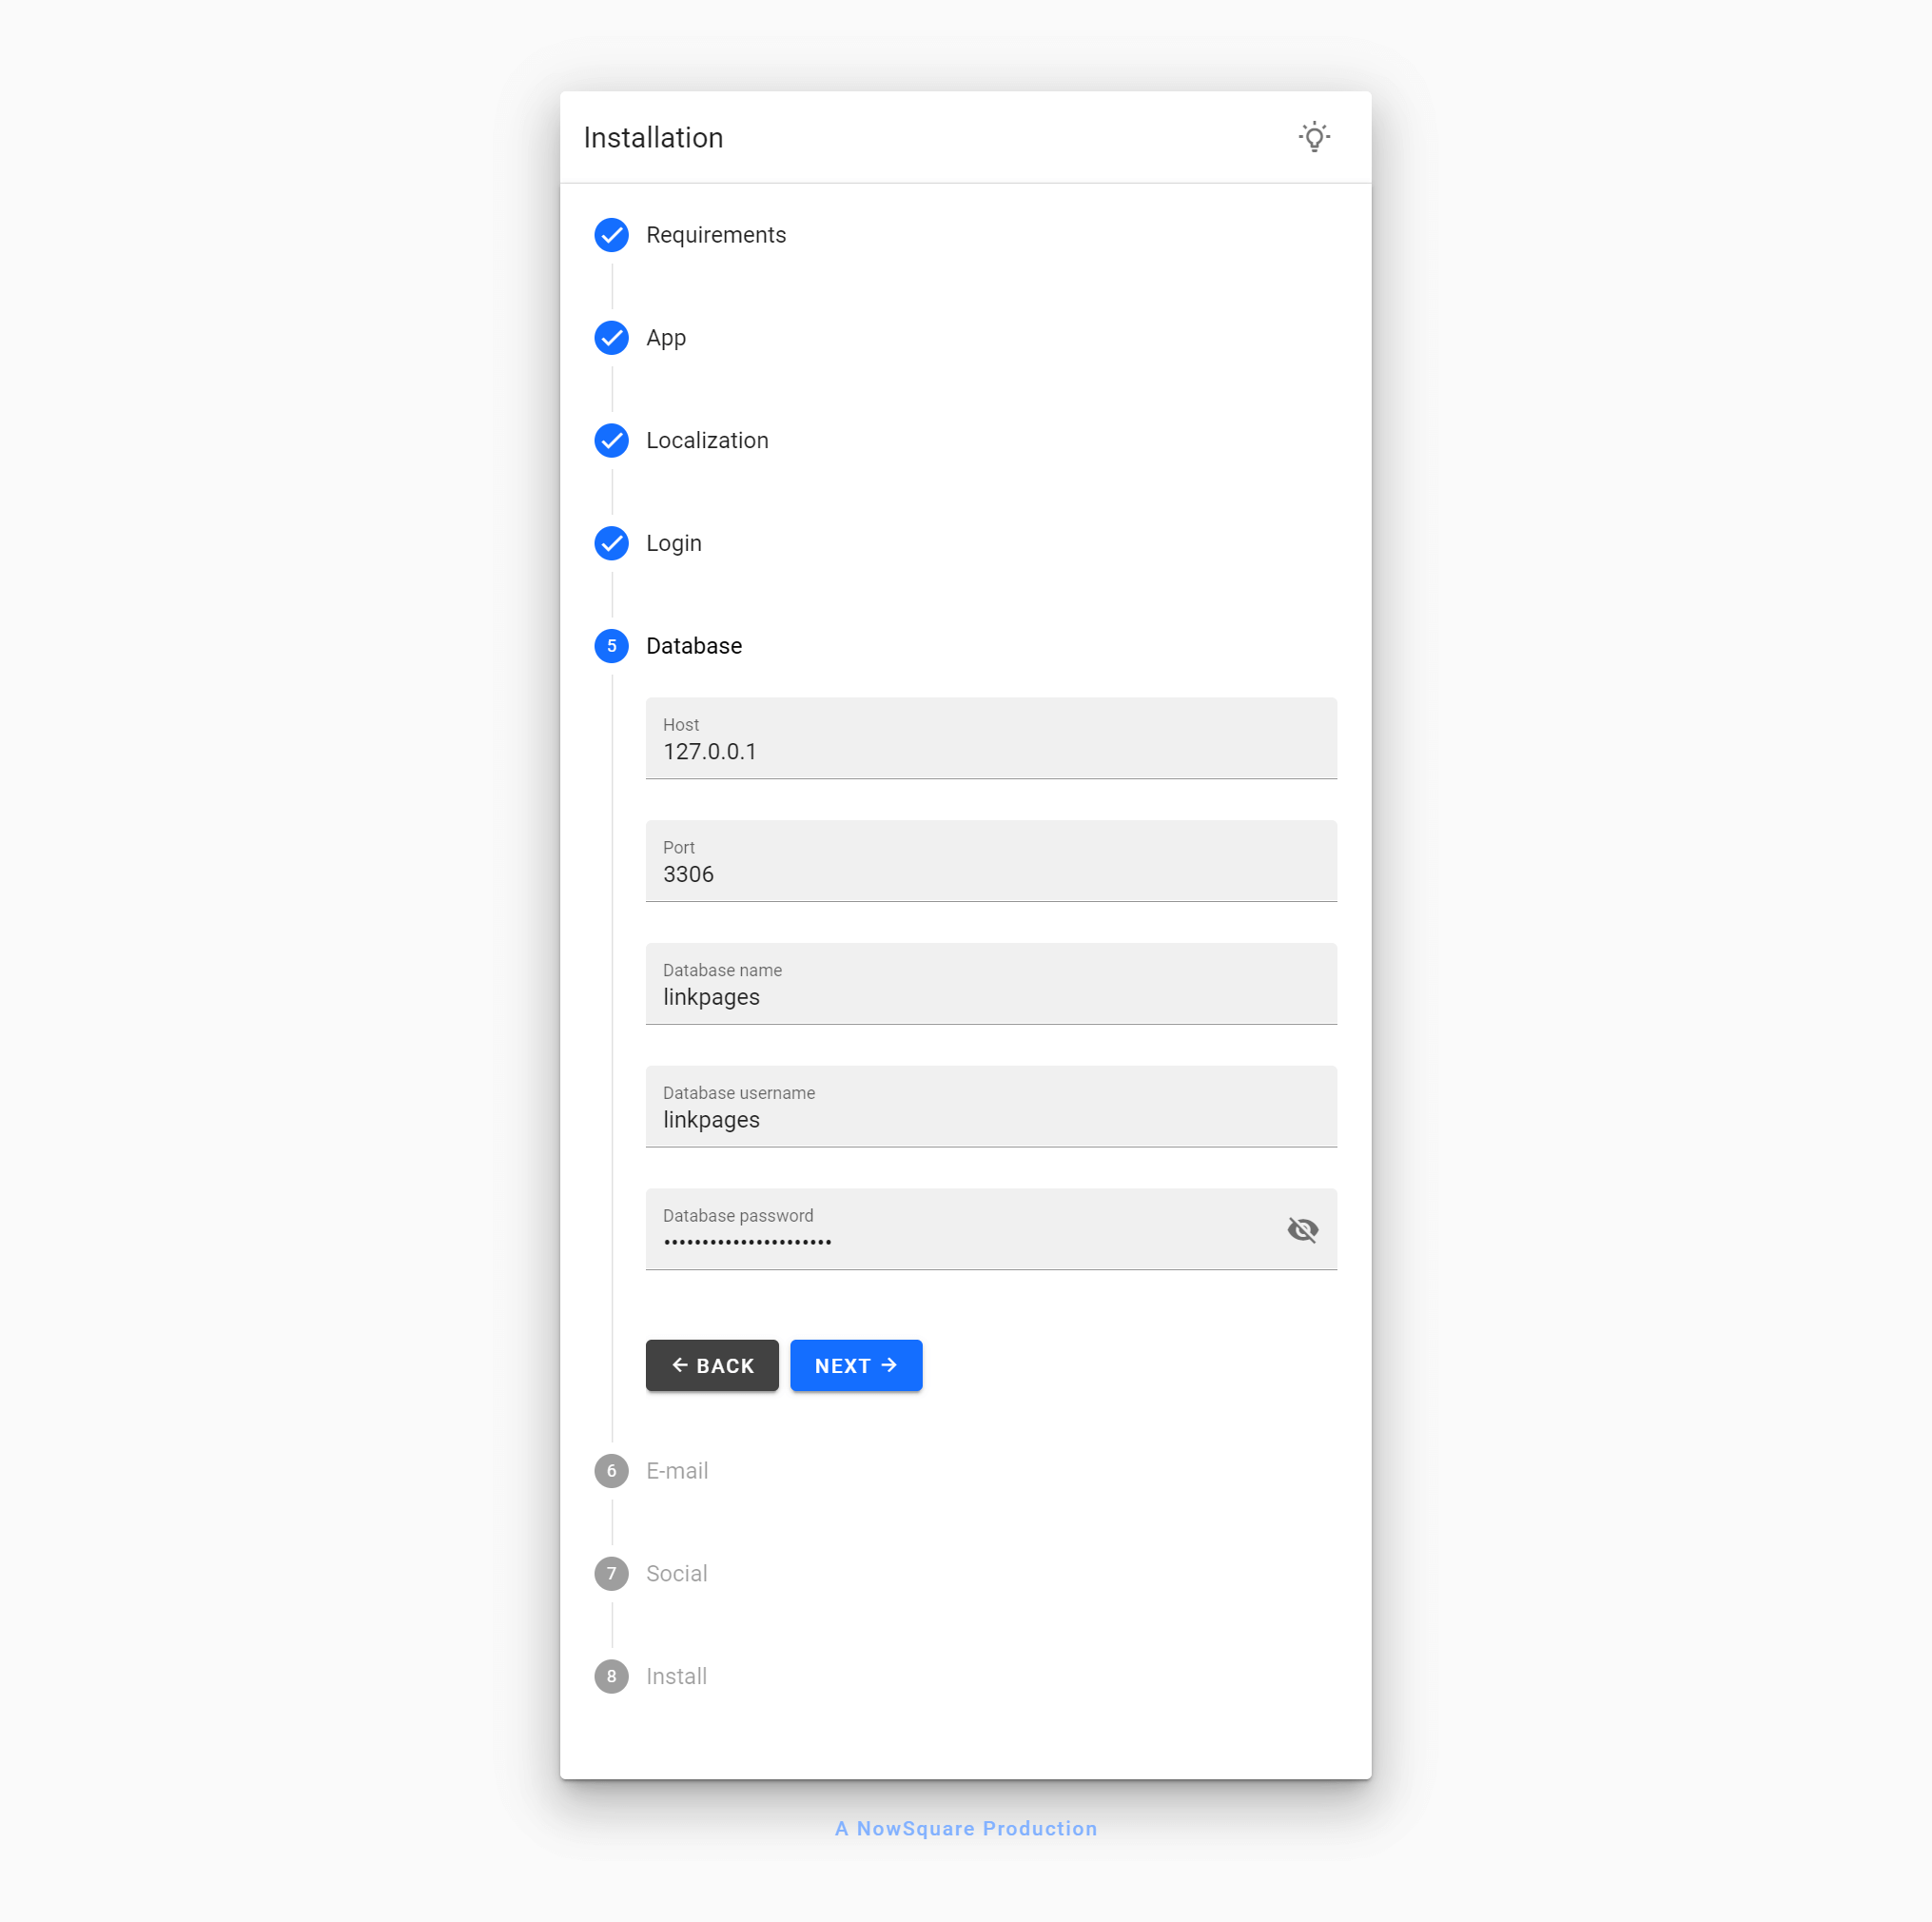 Installation
Requirements
App
Localization
Login
5 Database
Host
127.0.0.1
Port
3306
Database name
linkpages
Database username
linkpages
Database password
••••••••••••••••••••••
BACK NEXT
6 E-mail
7 Social
8 Install
A NowSquare Production